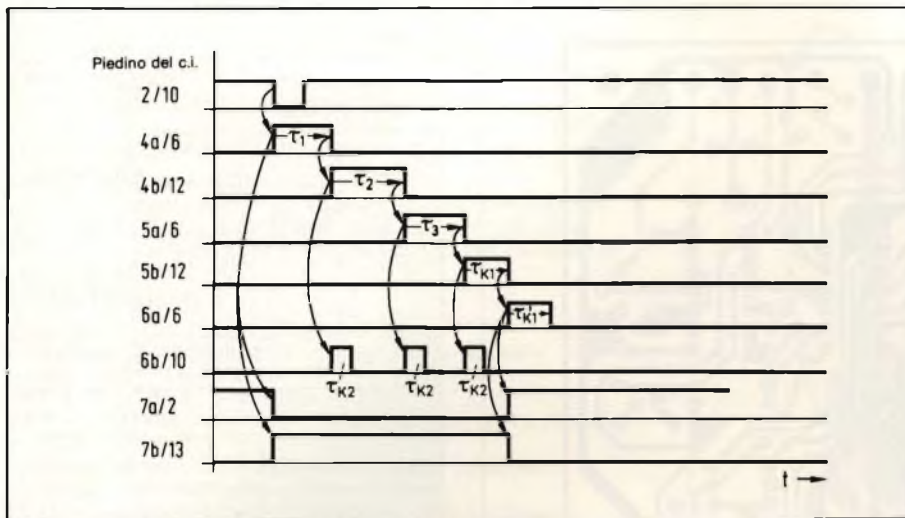 Piedino del c.i.
2/10
4a/6
τ1
4b/12
τ2
5a/6
τ3
5b/12
τK1
6a/6
τ'K1
6b/10
τ'K2 τ'K2 τ'K2
7a/2
7b/13
t